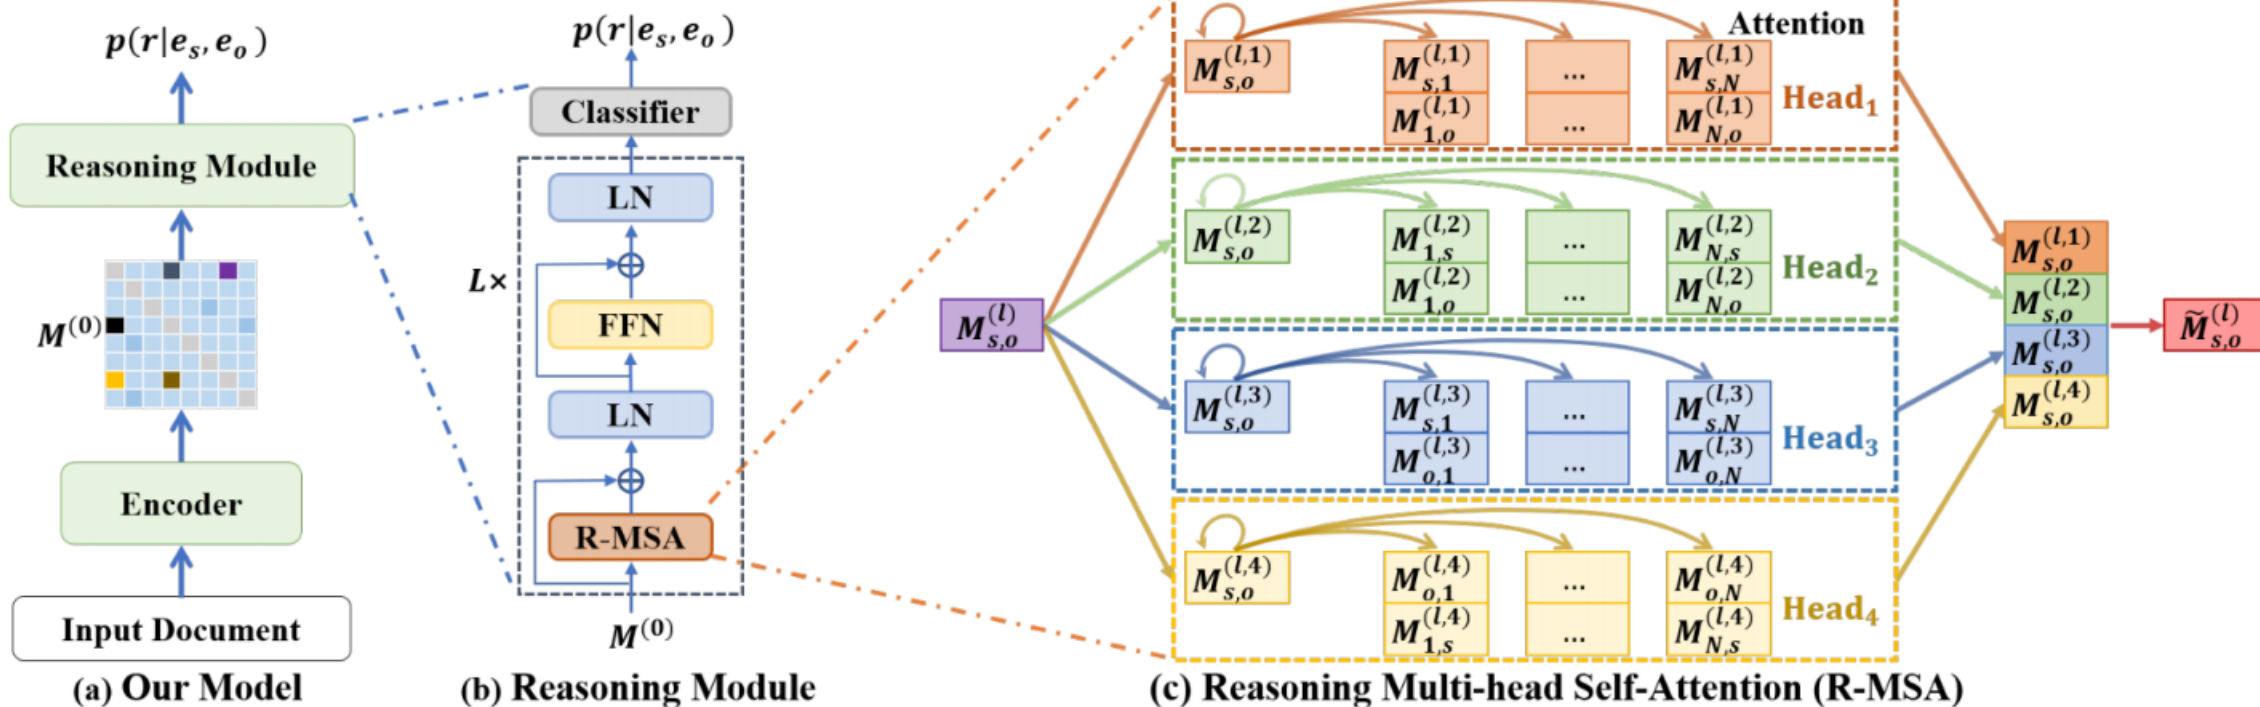 p(r|e_s, e_o)
Reasoning Module
M^(0)
Encoder
Input Document
(a) Our Model
p(r|e_s, e_o)
Classifier
LN
L×
FFN
LN
R-MSA
M^(0)
(b) Reasoning Module
M_{s,o}^{(l)}
Attention
M_{s,o}^{(l,1)} M_{s,1}^{(l,1)} ... M_{s,N}^{(l,1)}
Head_1
M_{1,o}^{(l,1)} ... M_{N,o}^{(l,1)}
M_{s,o}^{(l,2)} M_{1,s}^{(l,2)} ... M_{N,s}^{(l,2)}
Head_2
M_{1,o}^{(l,2)} ... M_{N,o}^{(l,2)}
M_{s,o}^{(l,3)} M_{s,1}^{(l,3)} ... M_{s,N}^{(l,3)}
Head_3
M_{o,1}^{(l,3)} ... M_{o,N}^{(l,3)}
M_{s,o}^{(l,4)} M_{o,1}^{(l,4)} ... M_{o,N}^{(l,4)}
Head_4
M_{1,s}^{(l,4)} ... M_{N,s}^{(l,4)}
M_{s,o}^{(l,1)}
M_{s,o}^{(l,2)}
M_{s,o}^{(l,3)}
M_{s,o}^{(l,4)}
M̃_{s,o}^{(l)}
(c) Reasoning Multi-head Self-Attention (R-MSA)